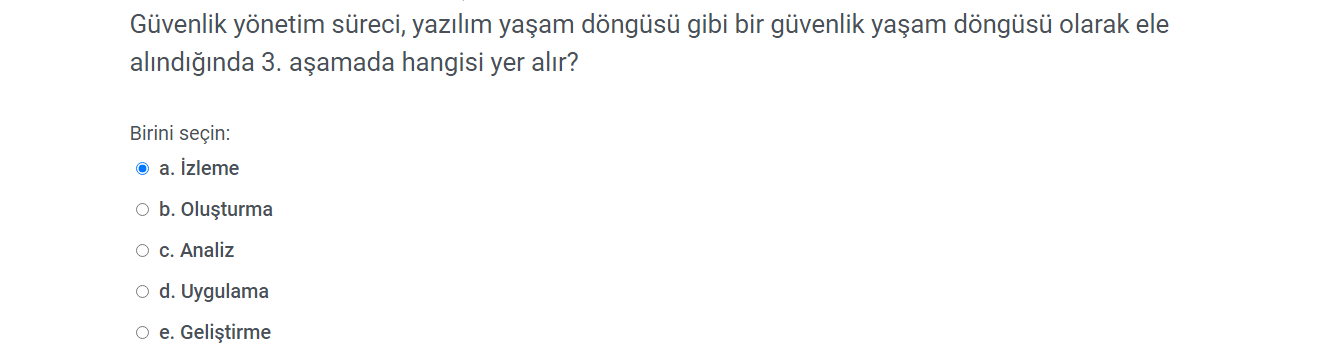 Güvenlik yönetim süreci, yazılım yaşam döngüsü gibi bir güvenlik yaşam döngüsü olarak ele
alındığında 3. aşamada hangisi yer alır?
Birini seçin:
a. İzleme
b. Oluşturma
c. Analiz
d. Uygulama
e. Geliştirme